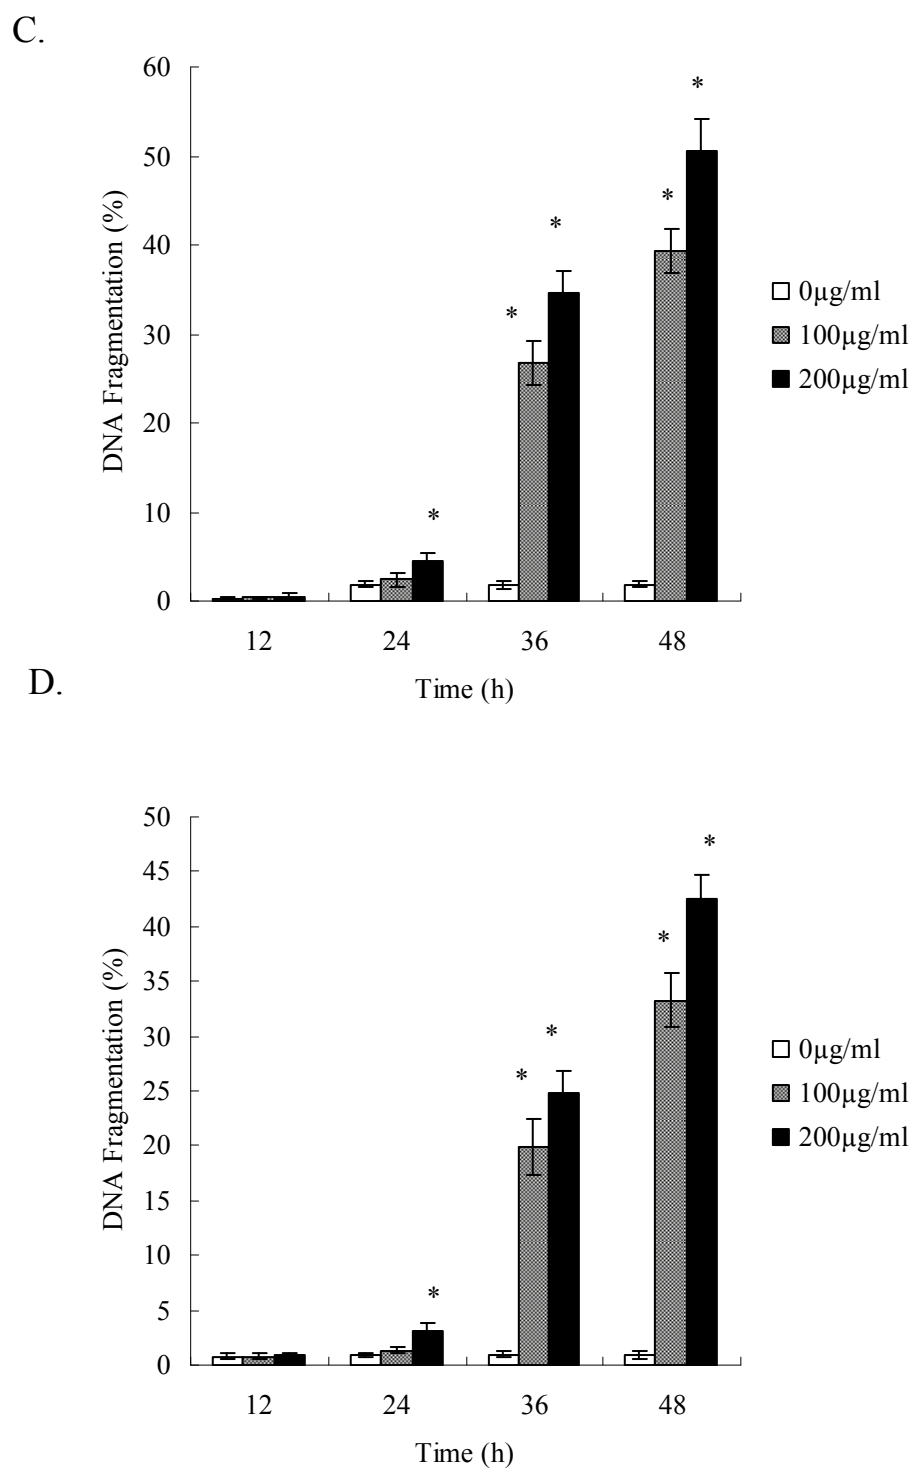 C.
60
50
40
30
20
10
0
DNA Fragmentation (%)
* * * * *
12 24 36 48
Time (h)
0µg/ml
100µg/ml
200µg/ml
D.
50
45
40
35
30
25
20
15
10
5
0
DNA Fragmentation (%)
* * * * *
12 24 36 48
Time (h)
0µg/ml
100µg/ml
200µg/ml